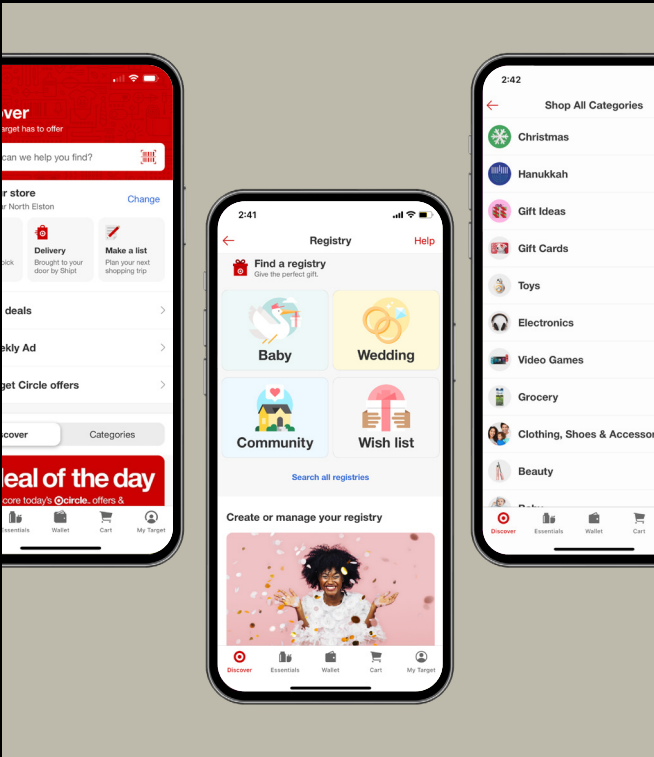 ver
arget has to offer
can we help you find?
r store
ur North Elston
Change
pick
Delivery
Brought to your
door by Shipt
Make a list
Plan your next
shopping trip
deals
ekly Ad
get Circle offers
scover
Categories
eal of the day
core today's circle™ offers &
Essentials
Wallet
Cart
My Target
2:41
Registry
Help
Find a registry
Give the perfect gift.
Baby
Wedding
Community
Wish list
Search all registries
Create or manage your registry
Discover
Essentials
Wallet
Cart
My Target
2:42
Shop All Categories
Christmas
Hanukkah
Gift Ideas
Gift Cards
Toys
Electronics
Video Games
Grocery
Clothing, Shoes & Accessor
Beauty
Discover
Essentials
Wallet
Cart